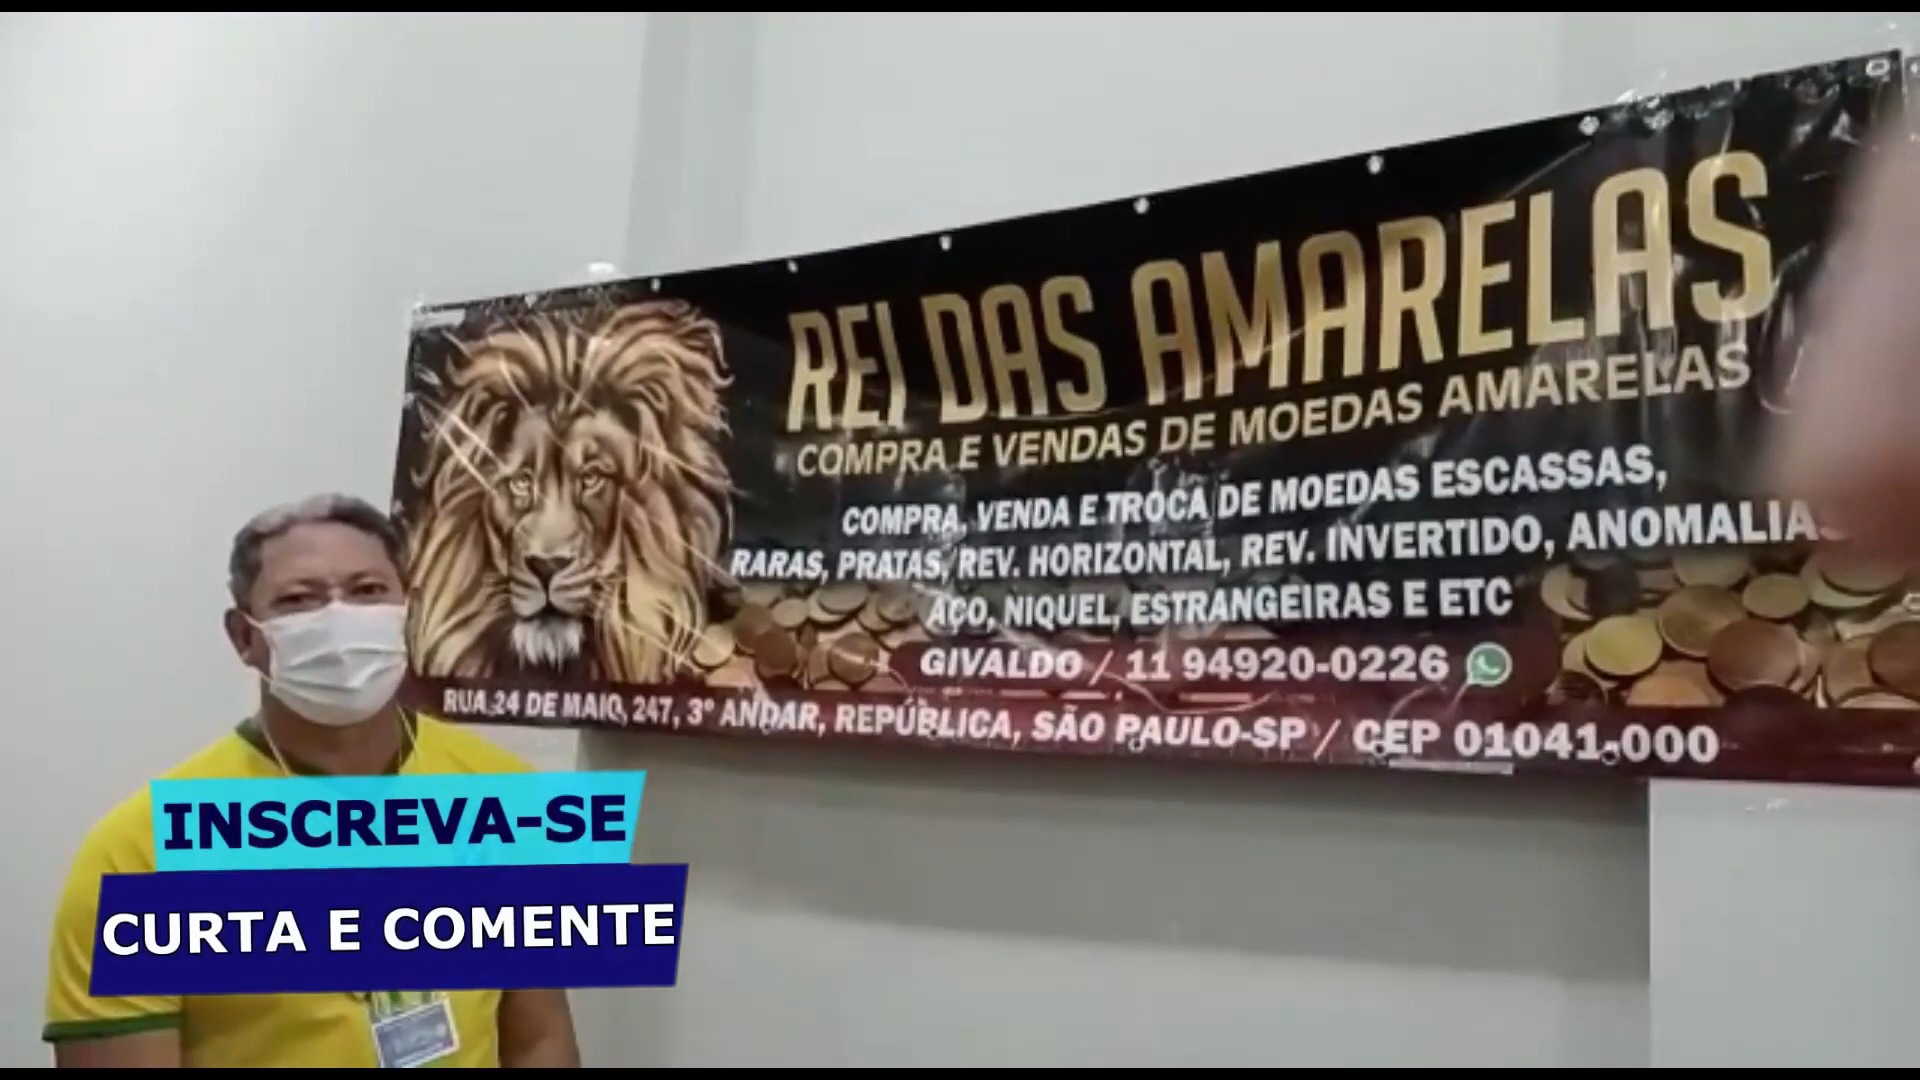 REI DAS AMARELAS
COMPRA E VENDAS DE MOEDAS AMARELAS
COMPRA, VENDA E TROCA DE MOEDAS ESCASSAS,
RARAS, PRATAS, REV. HORIZONTAL, REV. INVERTIDO, ANOMALIAS
AÇO, NIQUEL, ESTRANGEIRAS E ETC
GIVALDO / 11 94920-0226
RUA 24 DE MAIO, 247, 3º ANDAR, REPÚBLICA, SÃO PAULO-SP / CEP 01041-000
INSCREVA-SE
CURTA E COMENTE